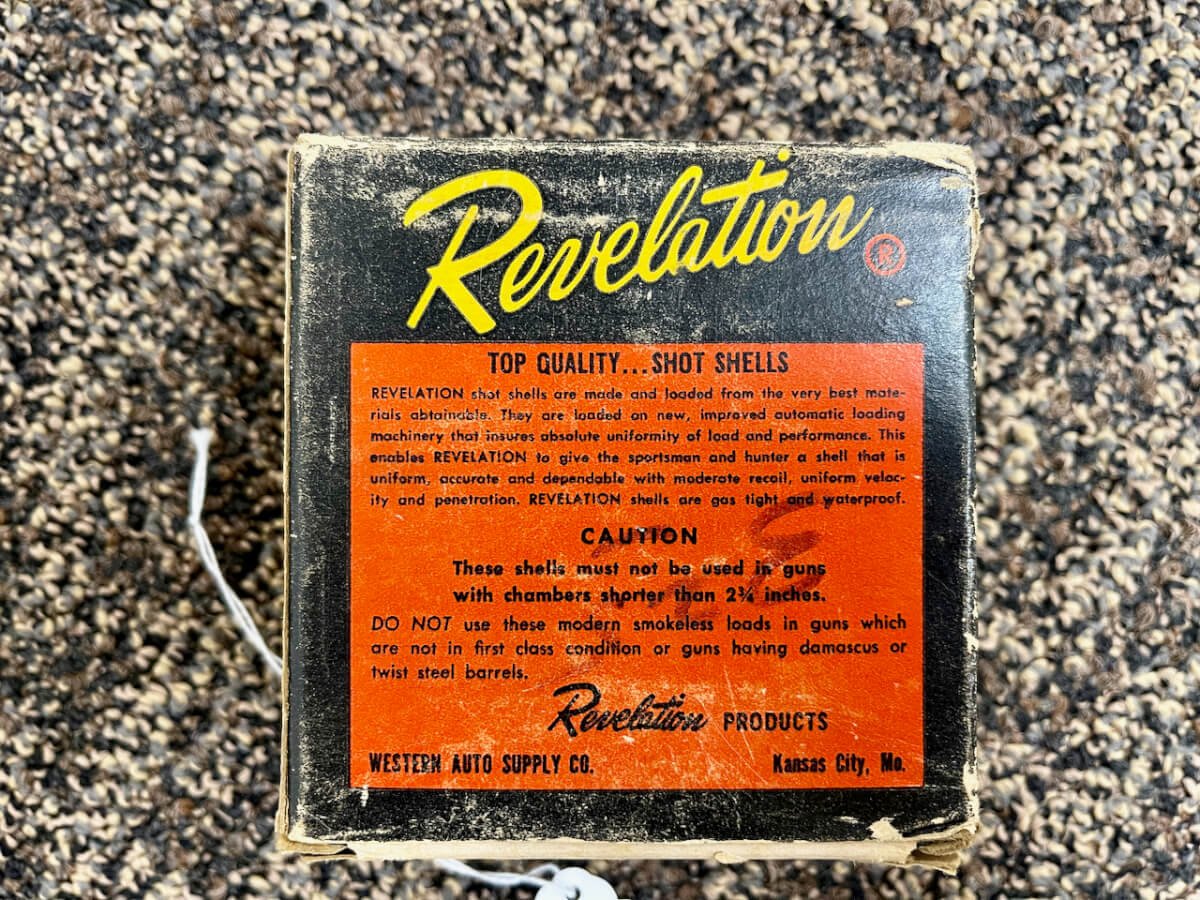 Revelation ®
TOP QUALITY...SHOT SHELLS
REVELATION shot shells are made and loaded from the very best mate-
rials abtainable. They are loaded on new, improved automatic loading
machinery that insures absolute uniformity of load and performance. This
enables REVELATION to give the sportsman and hunter a shell that is
uniform, accurate and dependable with moderate recoil, uniform veloc-
ity and penetration. REVELATION shells are gas tight and waterproof.
CAUTION
These shells must not be used in guns
with chambers shorter than 2¾ inches.
DO NOT use these modern smokeless loads in guns which
are not in first class condition or guns having damascus or
twist steel barrels.
Revelation PRODUCTS
WESTERN AUTO SUPPLY CO. Kansas City, Mo.